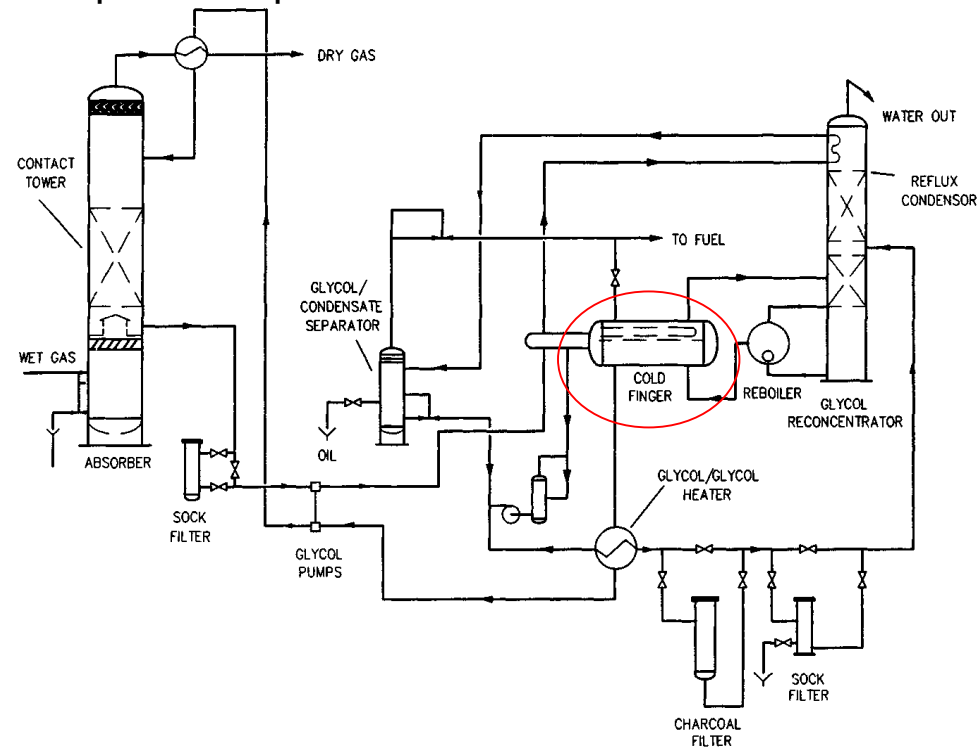 DRY GAS
WATER OUT
CONTACT
TOWER
REFLUX
CONDENSOR
TO FUEL
GLYCOL/
CONDENSATE
SEPARATOR
WET GAS
COLD
FINGER
REBOILER
GLYCOL
RECONCENTRATOR
OIL
ABSORBER
GLYCOL/GLYCOL
HEATER
SOCK
FILTER
GLYCOL
PUMPS
SOCK
FILTER
CHARCOAL
FILTER